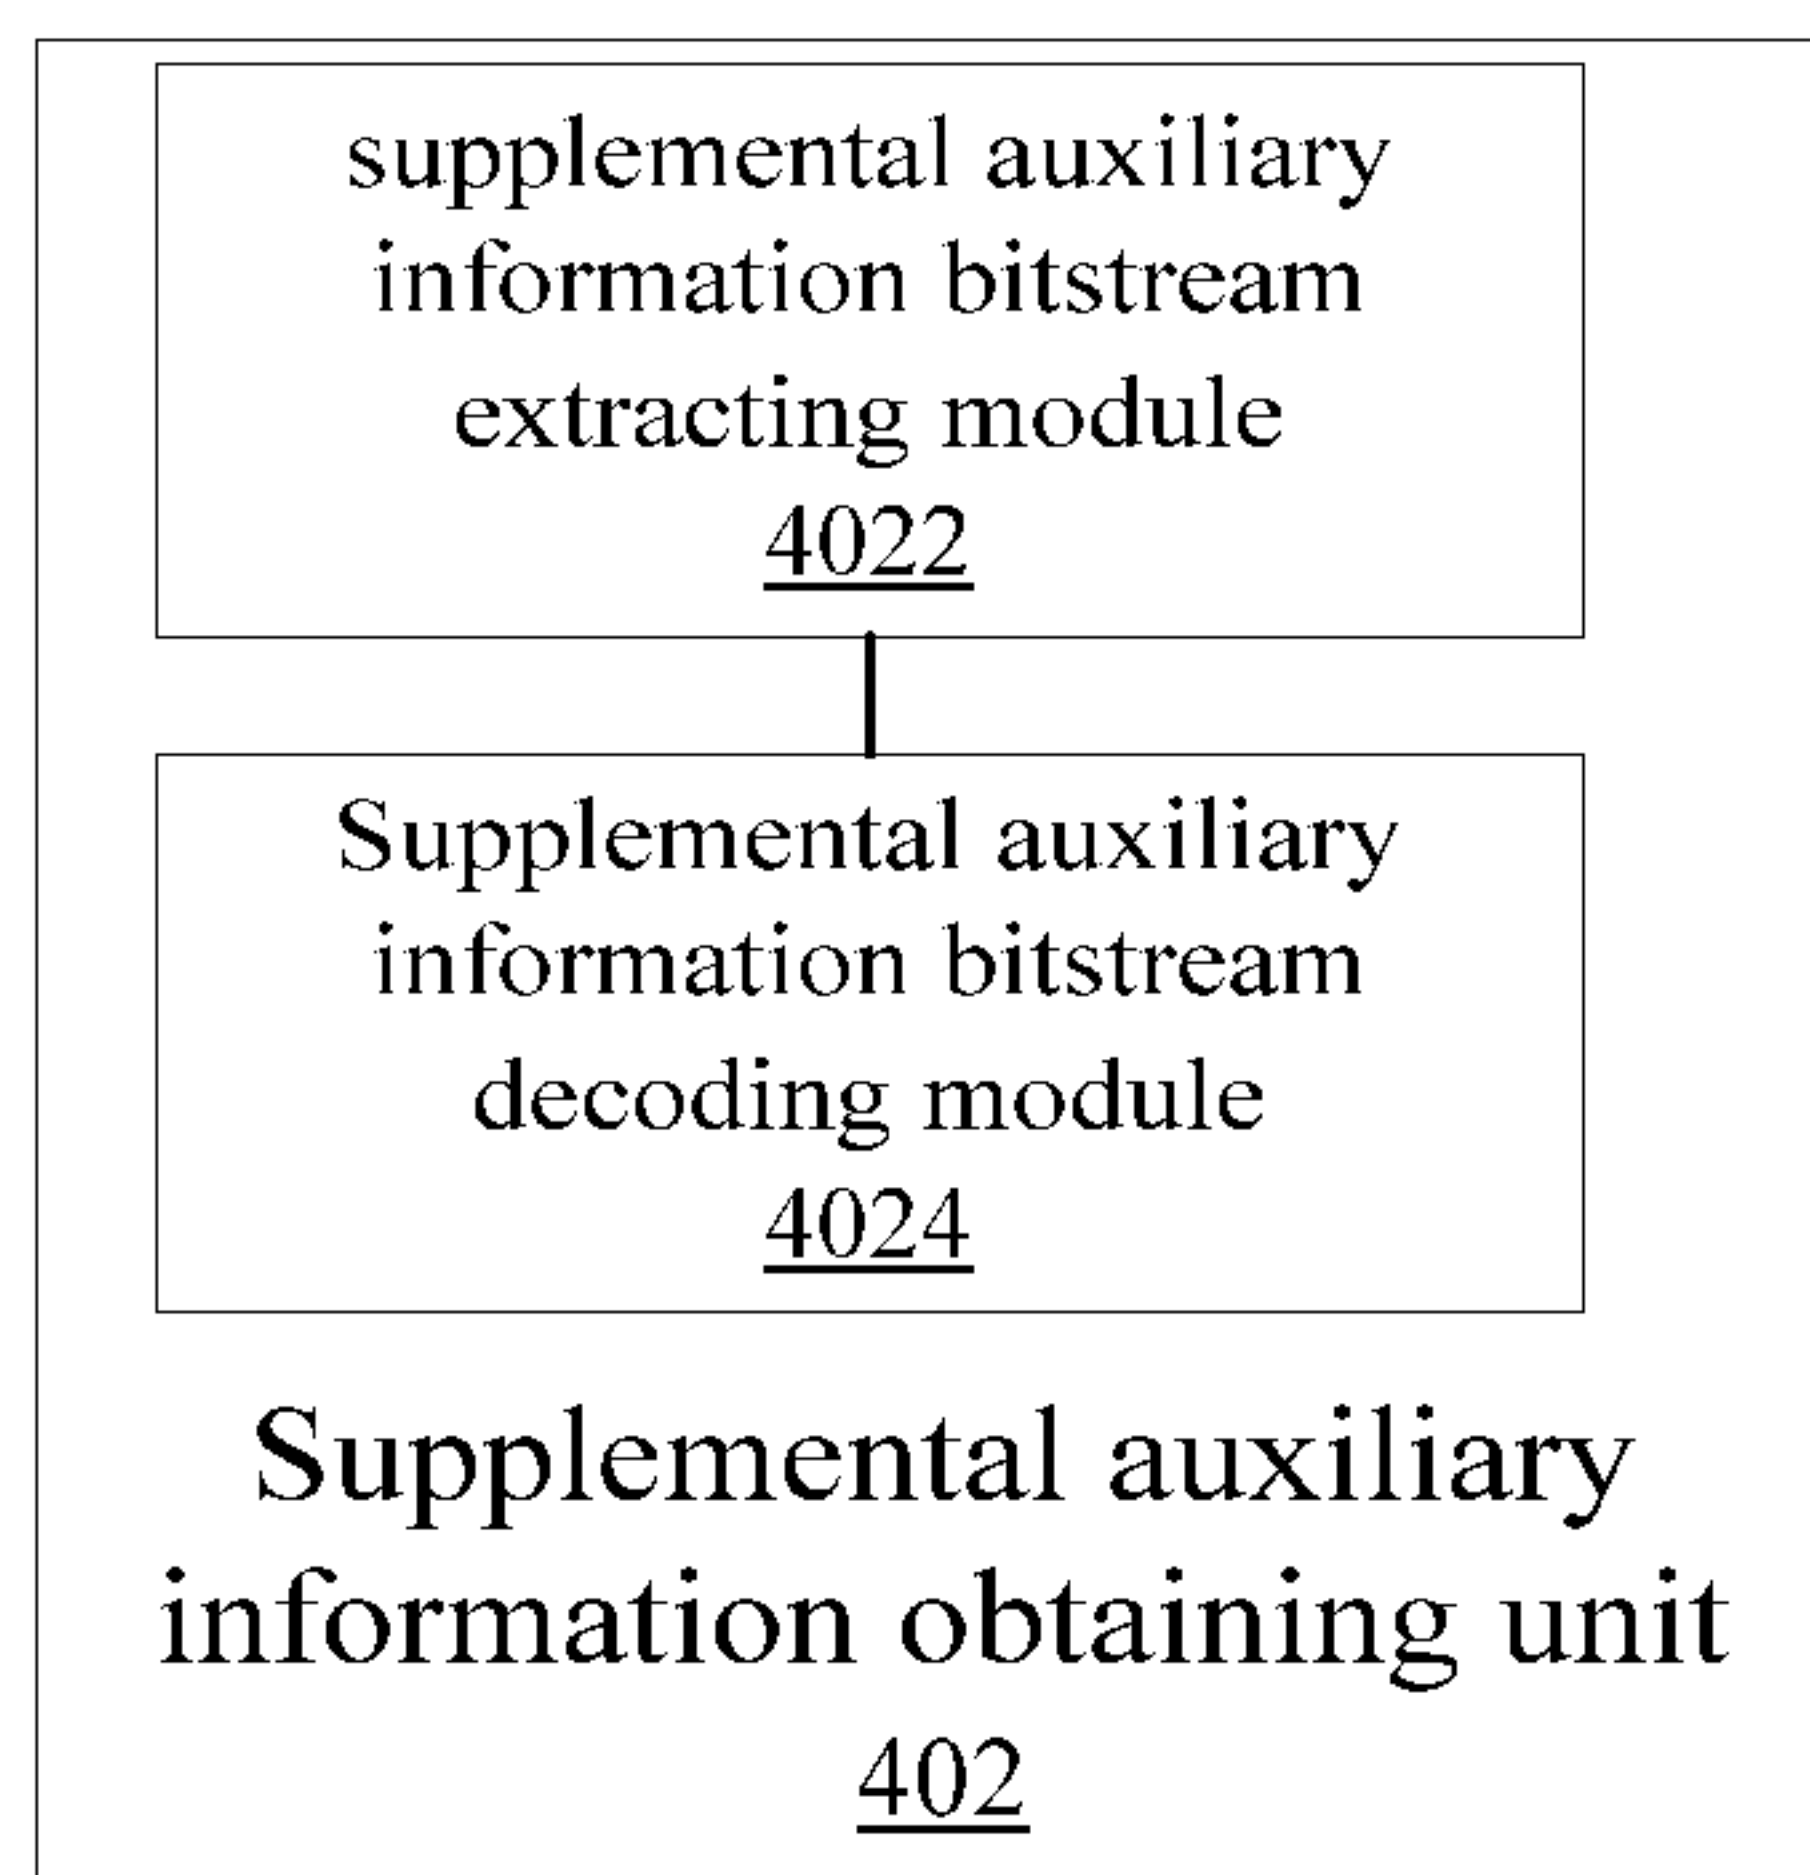 supplemental auxiliary
information bitstream
extracting module
4022
Supplemental auxiliary
information bitstream
decoding module
4024
Supplemental auxiliary
information obtaining unit
402